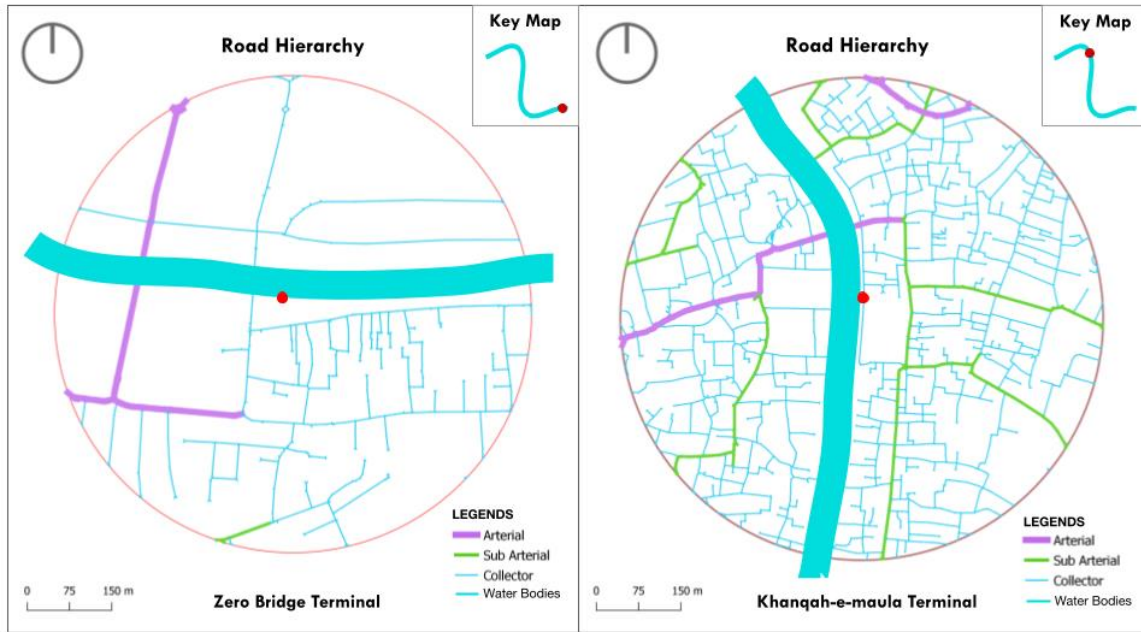 Road Hierarchy
Key Map
LEGENDS
Arterial
Sub Arterial
Collector
Water Bodies
0 75 150 m
Zero Bridge Terminal
Road Hierarchy
Key Map
LEGENDS
Arterial
Sub Arterial
Collector
Water Bodies
0 75 150 m
Khanqah-e-maula Terminal